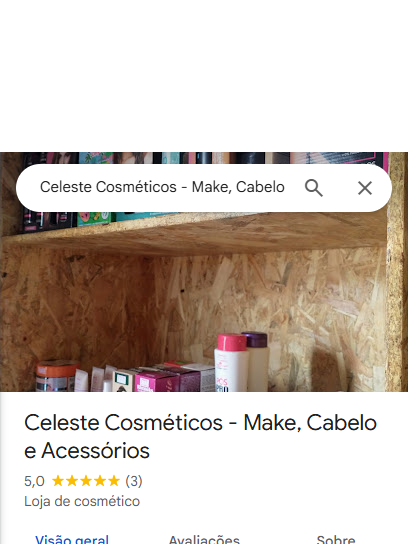 Celeste Cosméticos - Make, Cabelo
Celeste Cosméticos - Make, Cabelo
e Acessórios
5,0 (3)
Loja de cosmético
Visão geral Avaliações Sobre